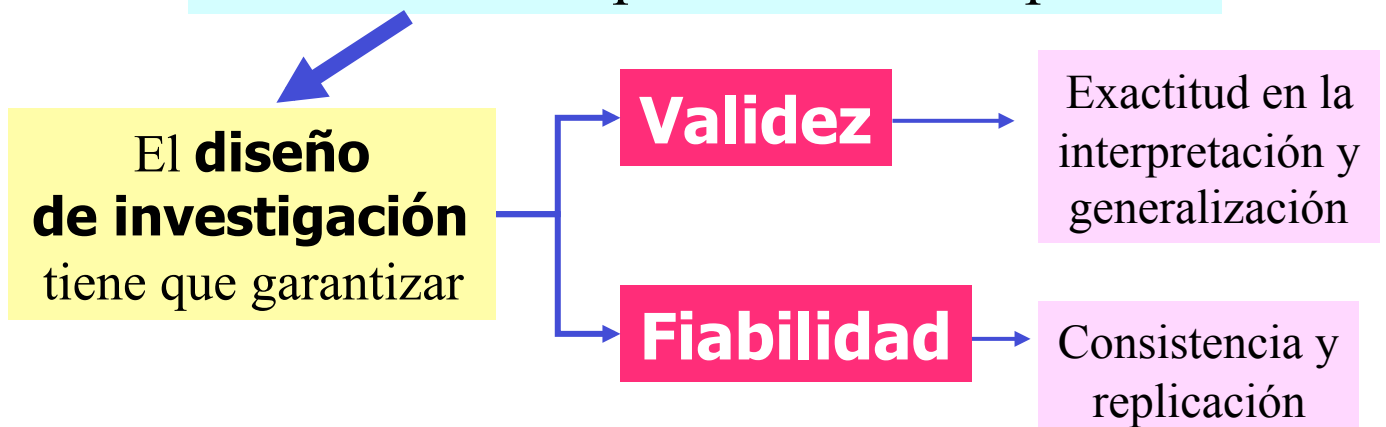 El diseño
de investigación
tiene que garantizar
Validez
Exactitud en la
interpretación y
generalización
Fiabilidad
Consistencia y
replicación